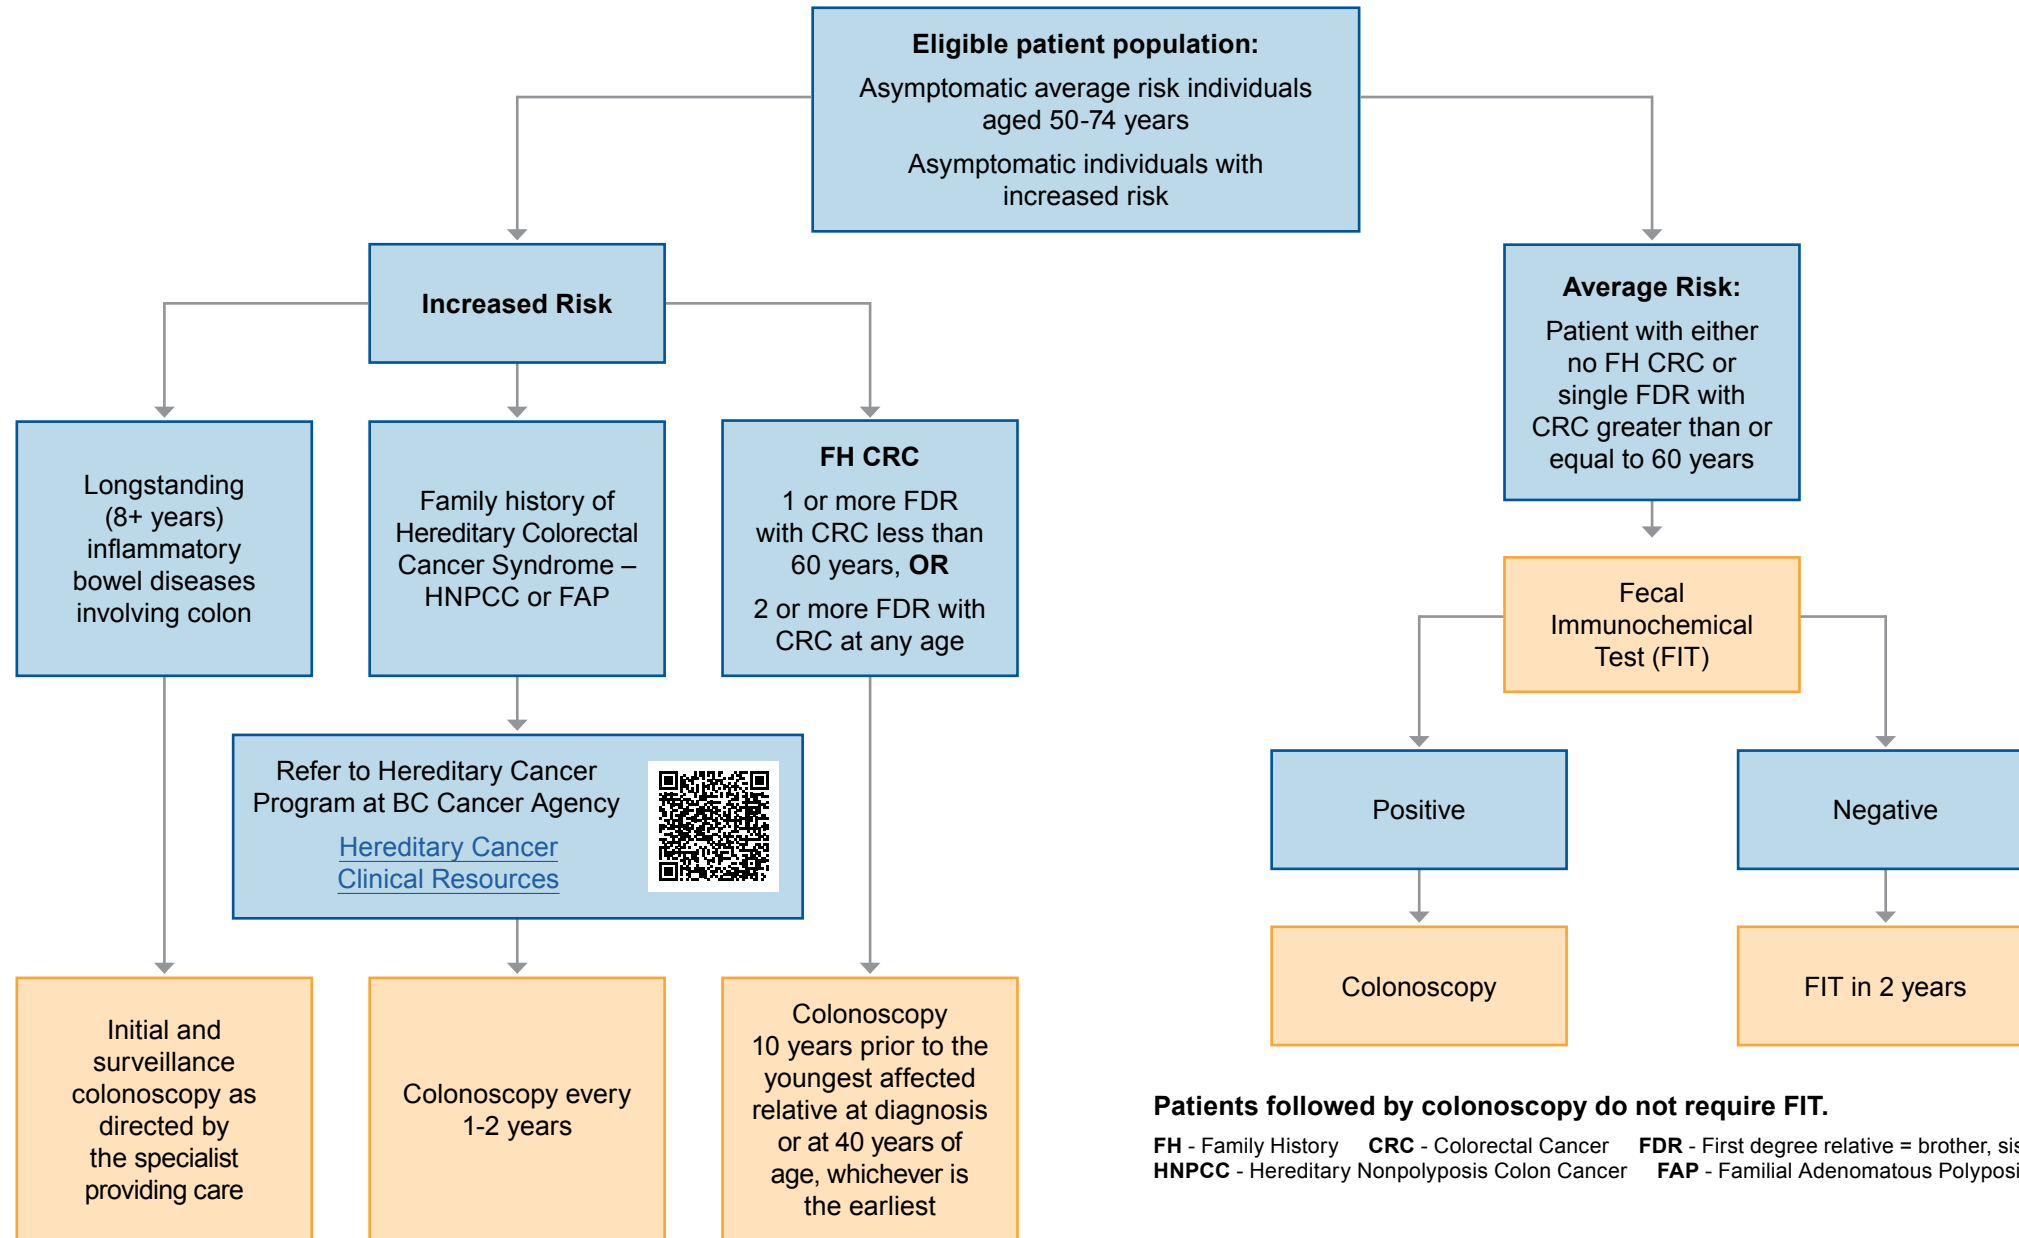 Eligible patient population:
Asymptomatic average risk individuals
aged 50-74 years
Asymptomatic individuals with
increased risk
Increased Risk
Average Risk:
Patient with either
no FH CRC or
single FDR with
CRC greater than or
equal to 60 years
Longstanding
(8+ years)
inflammatory
bowel diseases
involving colon
Family history of
Hereditary Colorectal
Cancer Syndrome –
HNPCC or FAP
FH CRC
1 or more FDR
with CRC less than
60 years, OR
2 or more FDR with
CRC at any age
Fecal
Immunochemical
Test (FIT)
Refer to Hereditary Cancer
Program at BC Cancer Agency
Hereditary Cancer
Clinical Resources
Positive
Negative
Initial and
surveillance
colonoscopy as
directed by
the specialist
providing care
Colonoscopy every
1-2 years
Colonoscopy
10 years prior to the
youngest affected
relative at diagnosis
or at 40 years of
age, whichever is
the earliest
Colonoscopy
FIT in 2 years
Patients followed by colonoscopy do not require FIT.
FH - Family History CRC - Colorectal Cancer FDR - First degree relative = brother,
HNPCC - Hereditary Nonpolyposis Colon Cancer FAP - Familial Adenomatous